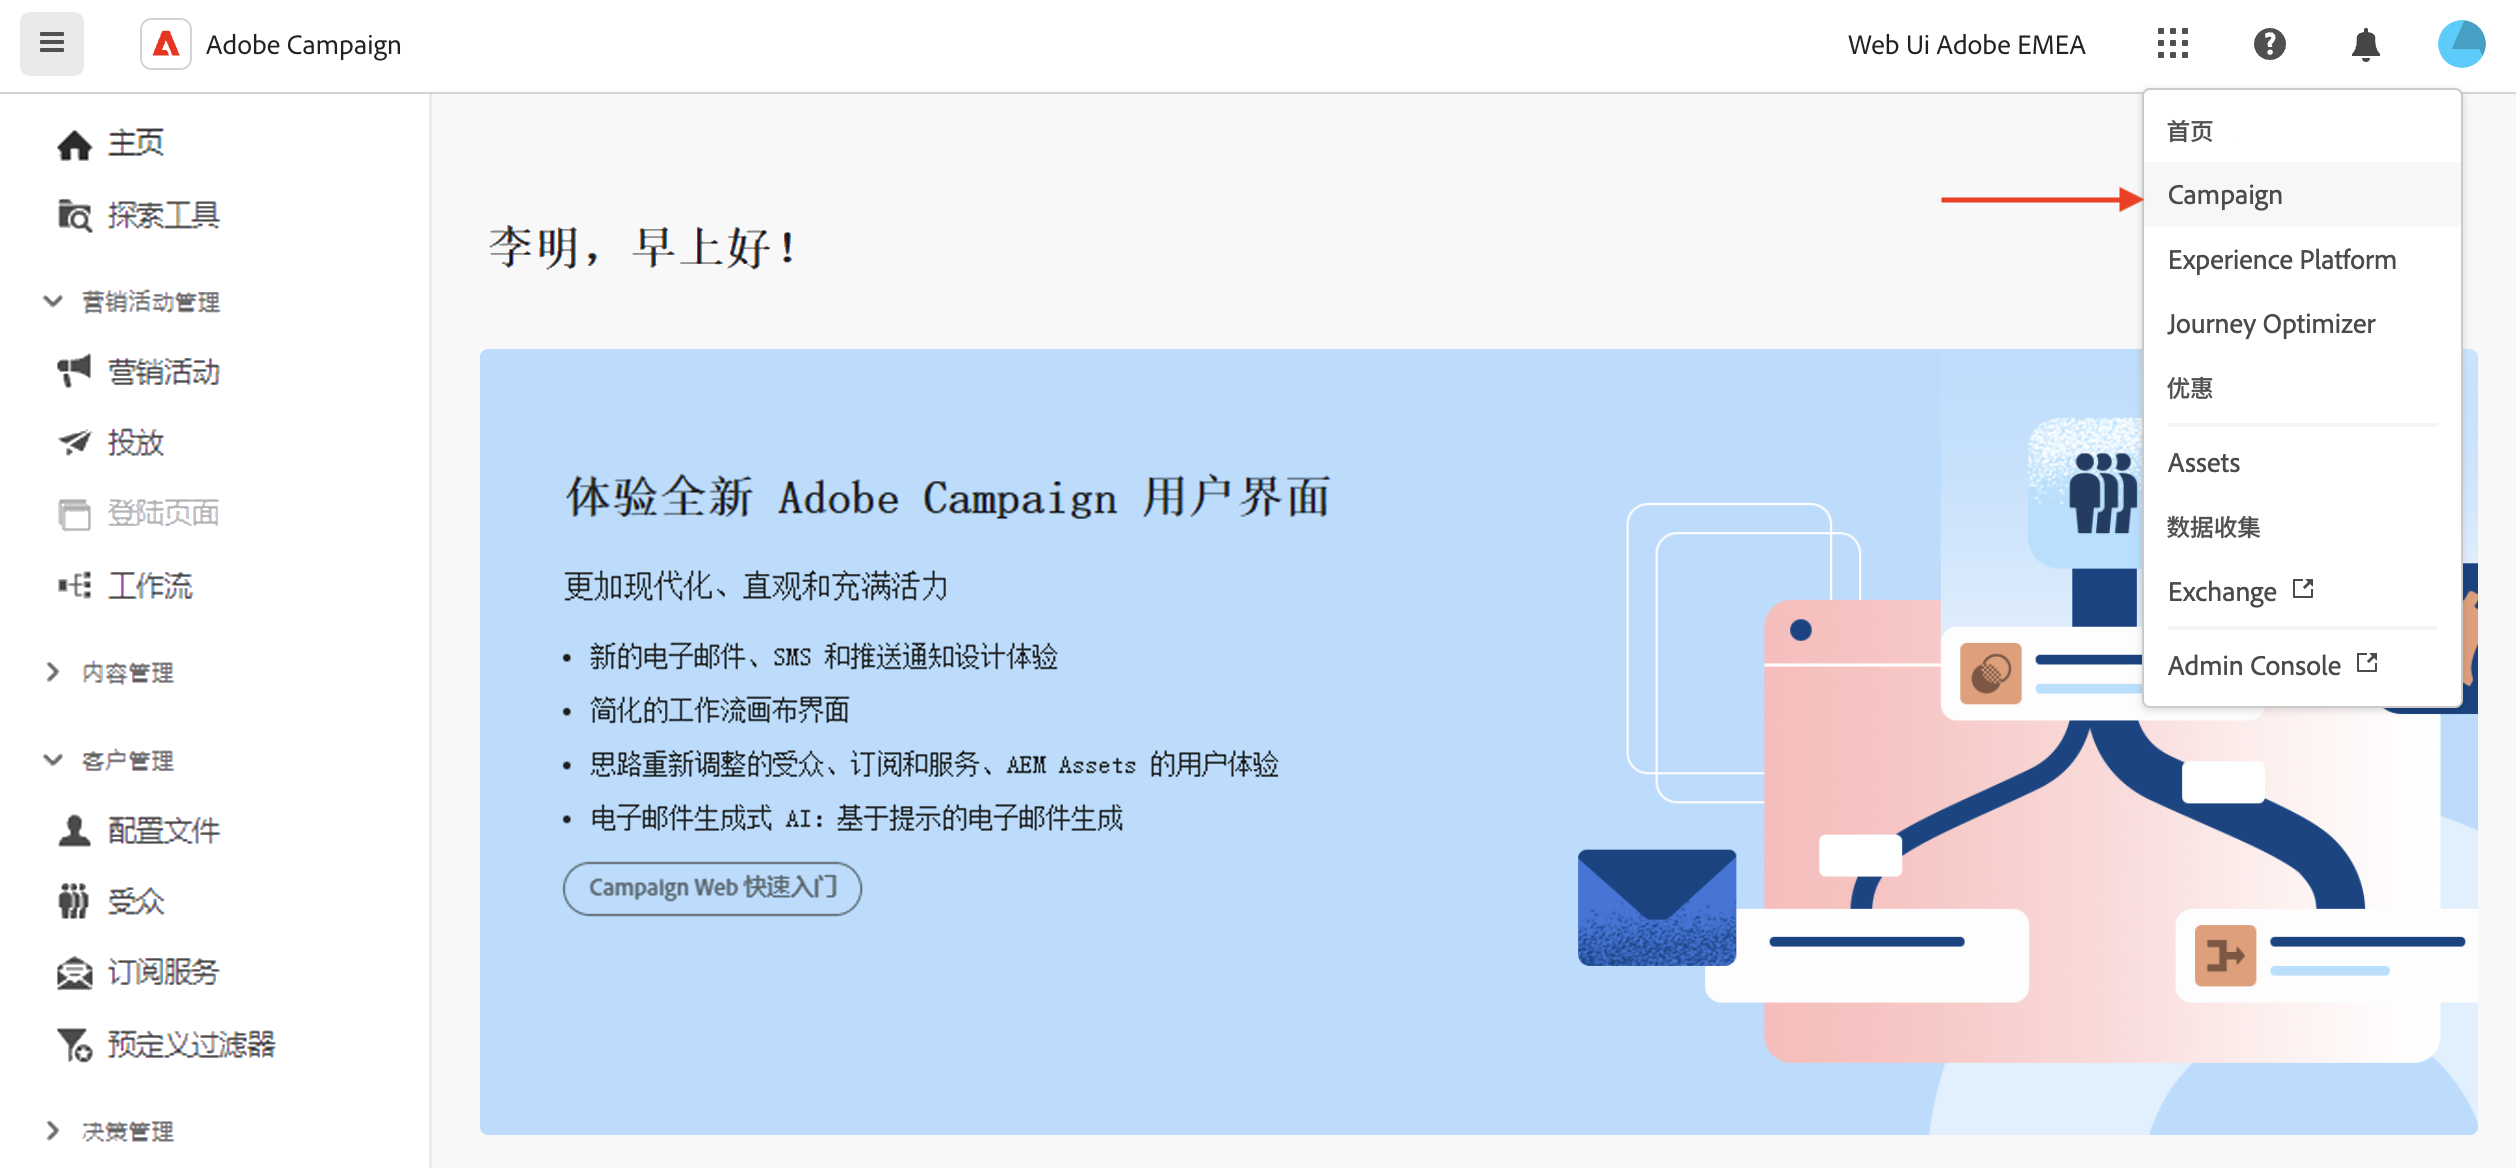 Adobe Campaign
Web Ui Adobe EMEA
主页
探索工具
营销活动管理
营销活动
投放
登陆页面
工作流
内容管理
客户管理
配置文件
受众
订阅服务
预定义过滤器
决策管理
李明，早上好！
体验全新 Adobe Campaign 用户界面
更加现代化、直观和充满活力
• 新的电子邮件、SMS 和推送通知设计体验
• 简化的工作流画布界面
• 思路重新调整的受众、订阅和服务、AEM Assets 的用户体验
• 电子邮件生成式 AI：基于提示的电子邮件生成
Campaign Web 快速入门
首页
Campaign
Experience Platform
Journey Optimizer
优惠
Assets
数据收集
Exchange
Admin Console